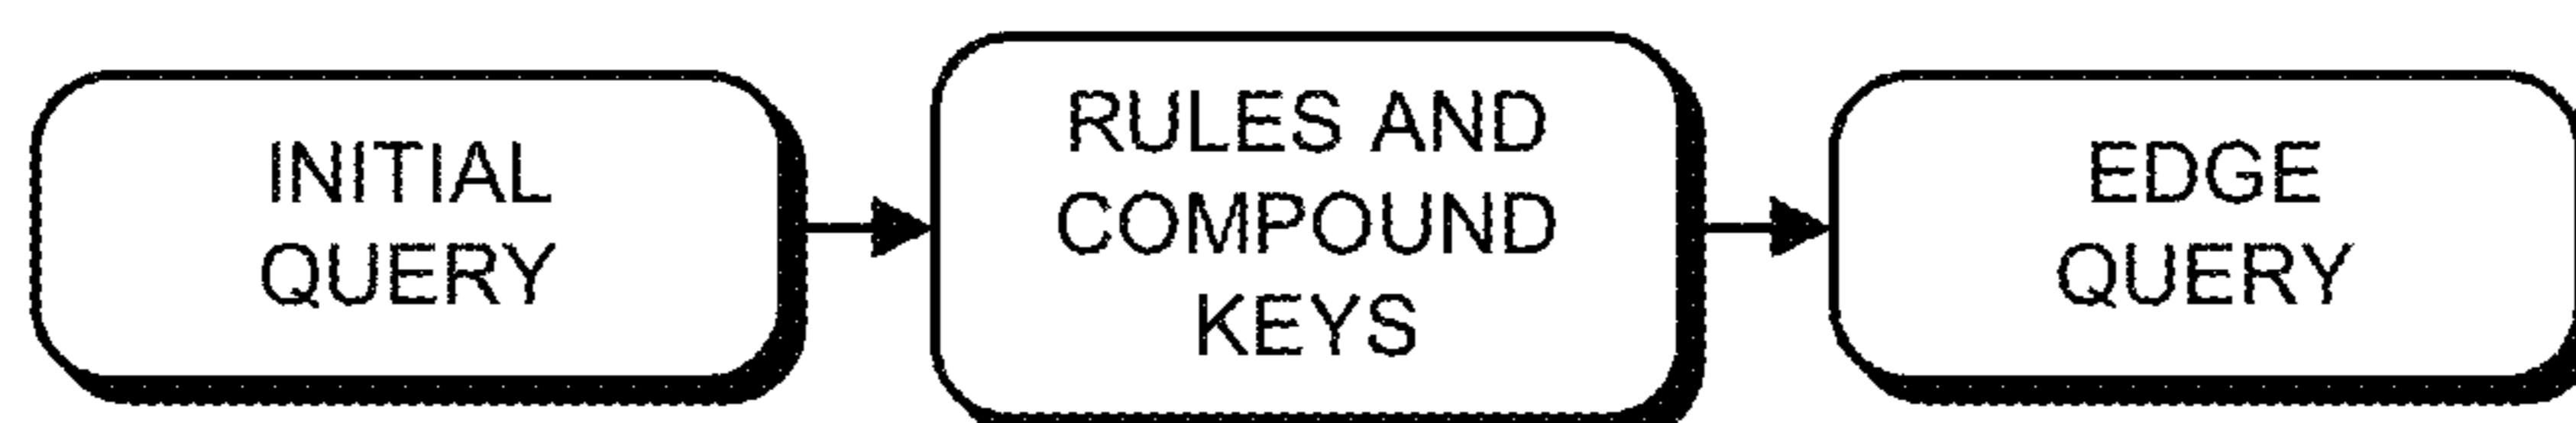 INITIAL
QUERY
RULES AND
COMPOUND
KEYS
EDGE
QUERY